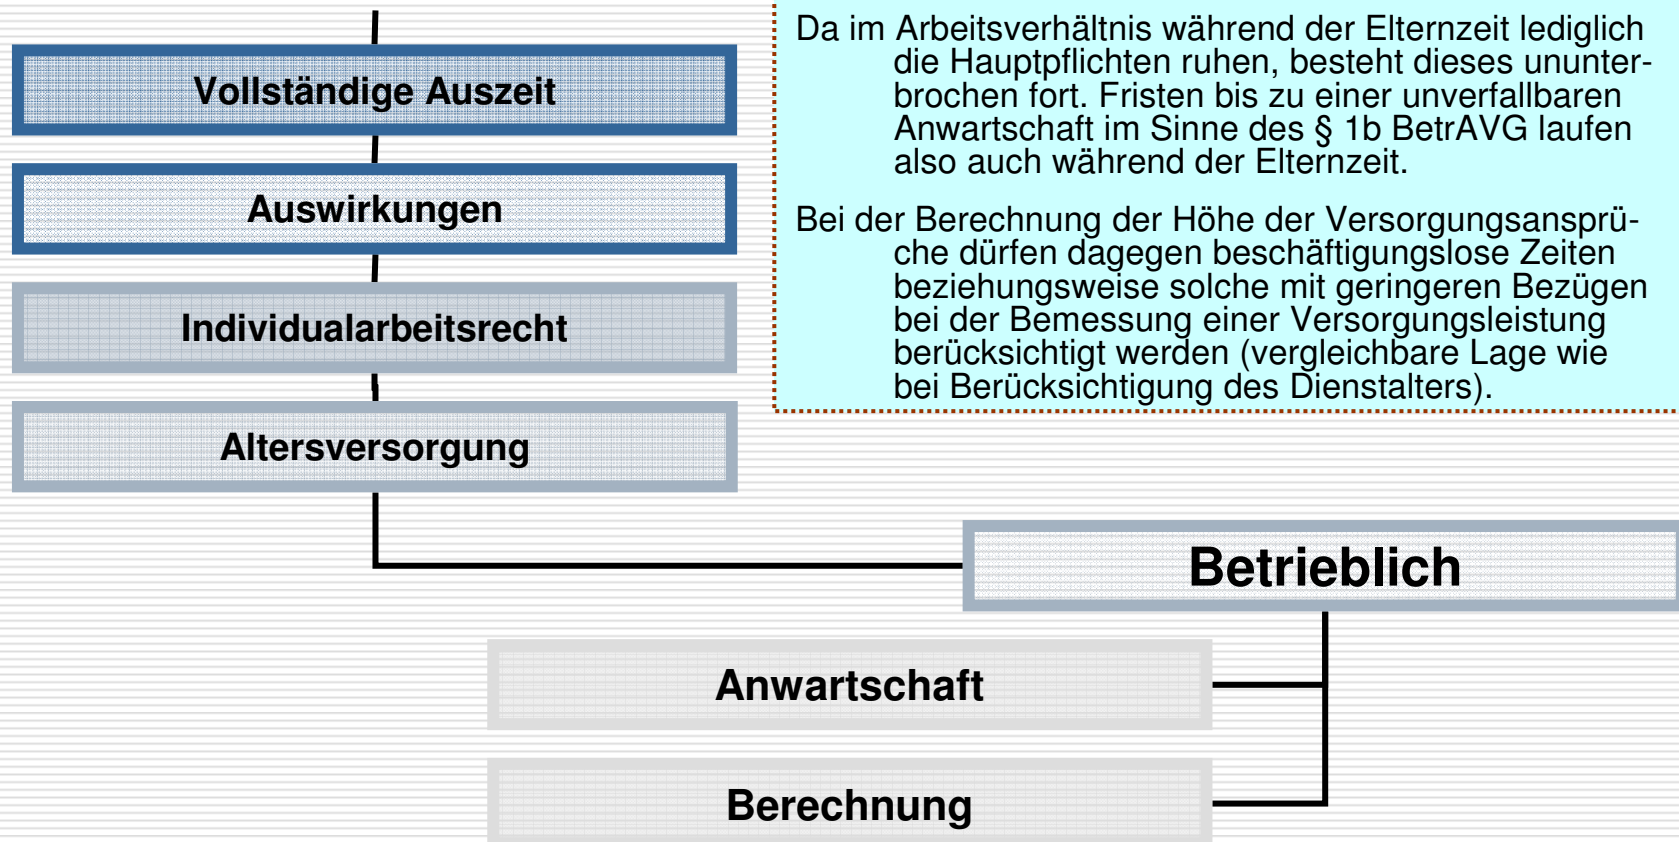 Vollständige Auszeit
Auswirkungen
Individualarbeitsrecht
Altersversorgung
Da im Arbeitsverhältnis während der Elternzeit lediglich
die Hauptpflichten ruhen, besteht dieses ununter-
brochen fort. Fristen bis zu einer unverfallbaren
Anwartschaft im Sinne des § 1b BetrAVG laufen
also auch während der Elternzeit.
Bei der Berechnung der Höhe der Versorgungsansprü-
che dürfen dagegen beschäftigungslose Zeiten
beziehungsweise solche mit geringeren Bezügen
bei der Bemessung einer Versorgungsleistung
berücksichtigt werden (vergleichbare Lage wie
bei Berücksichtigung des Dienstalters).
Betrieblich
Anwartschaft
Berechnung